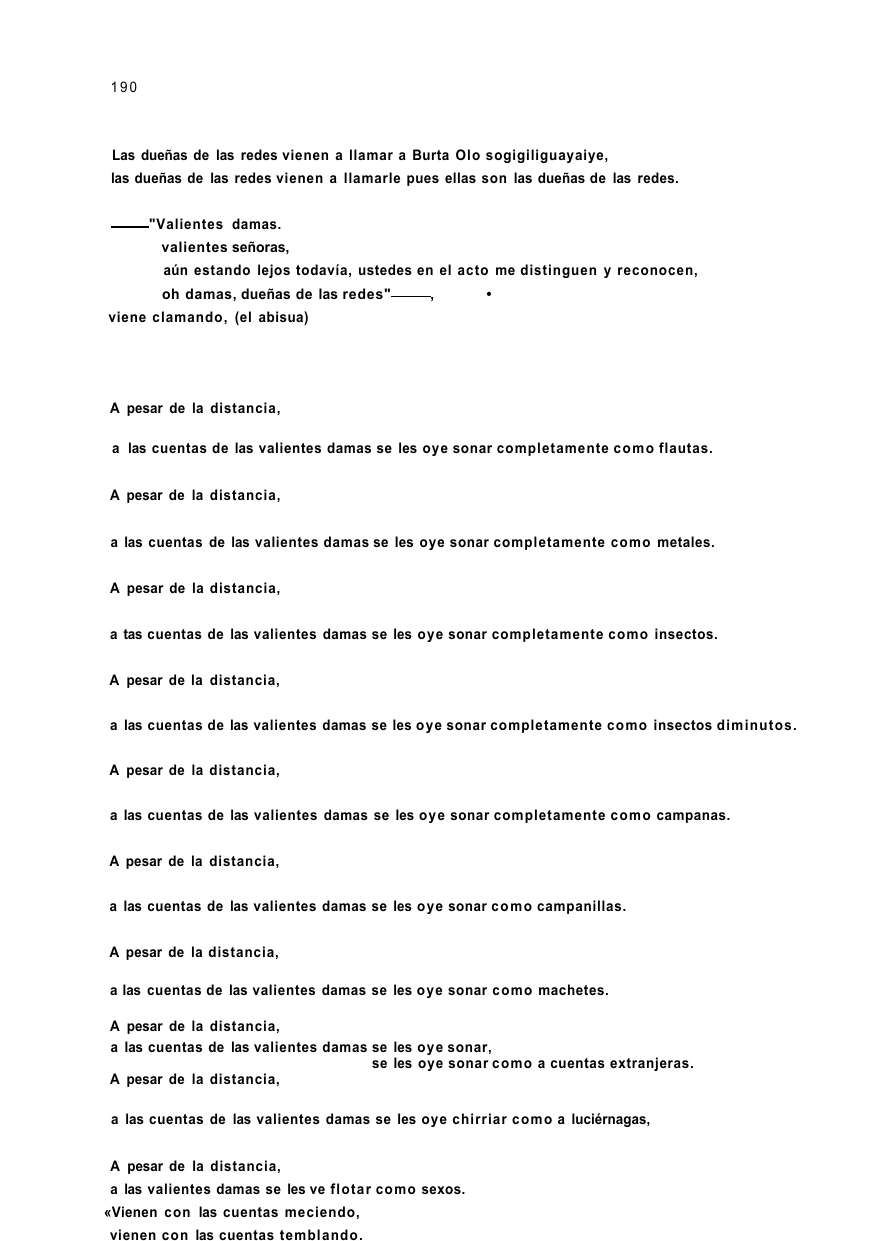 190
Las dueñas de las redes vienen a llamar a Burta Olo sogigiliguayaiye,
las dueñas de las redes vienen a llamarle pues ellas son las dueñas de las redes.
——"Valientes damas.
valientes señoras,
aún estando lejos todavía, ustedes en el acto me distinguen y reconocen,
oh damas, dueñas de las redes"——, •
viene clamando, (el abisua)
A pesar de la distancia,
a las cuentas de las valientes damas se les oye sonar completamente como flautas.
A pesar de la distancia,
a las cuentas de las valientes damas se les oye sonar completamente como metales.
A pesar de la distancia,
a tas cuentas de las valientes damas se les oye sonar completamente como insectos.
A pesar de la distancia,
a las cuentas de las valientes damas se les oye sonar completamente como insectos diminutos.
A pesar de la distancia,
a las cuentas de las valientes damas se les oye sonar completamente como campanas.
A pesar de la distancia,
a las cuentas de las valientes damas se les oye sonar como campanillas.
A pesar de la distancia,
a las cuentas de las valientes damas se les oye sonar como machetes.
A pesar de la distancia,
a las cuentas de las valientes damas se les oye sonar,
se les oye sonar como a cuentas extranjeras.
A pesar de la distancia,
a las cuentas de las valientes damas se les oye chirriar como a luciérnagas,
A pesar de la distancia,
a las valientes damas se les ve flotar como sexos.
«Vienen con las cuentas meciendo,
vienen con las cuentas temblando.